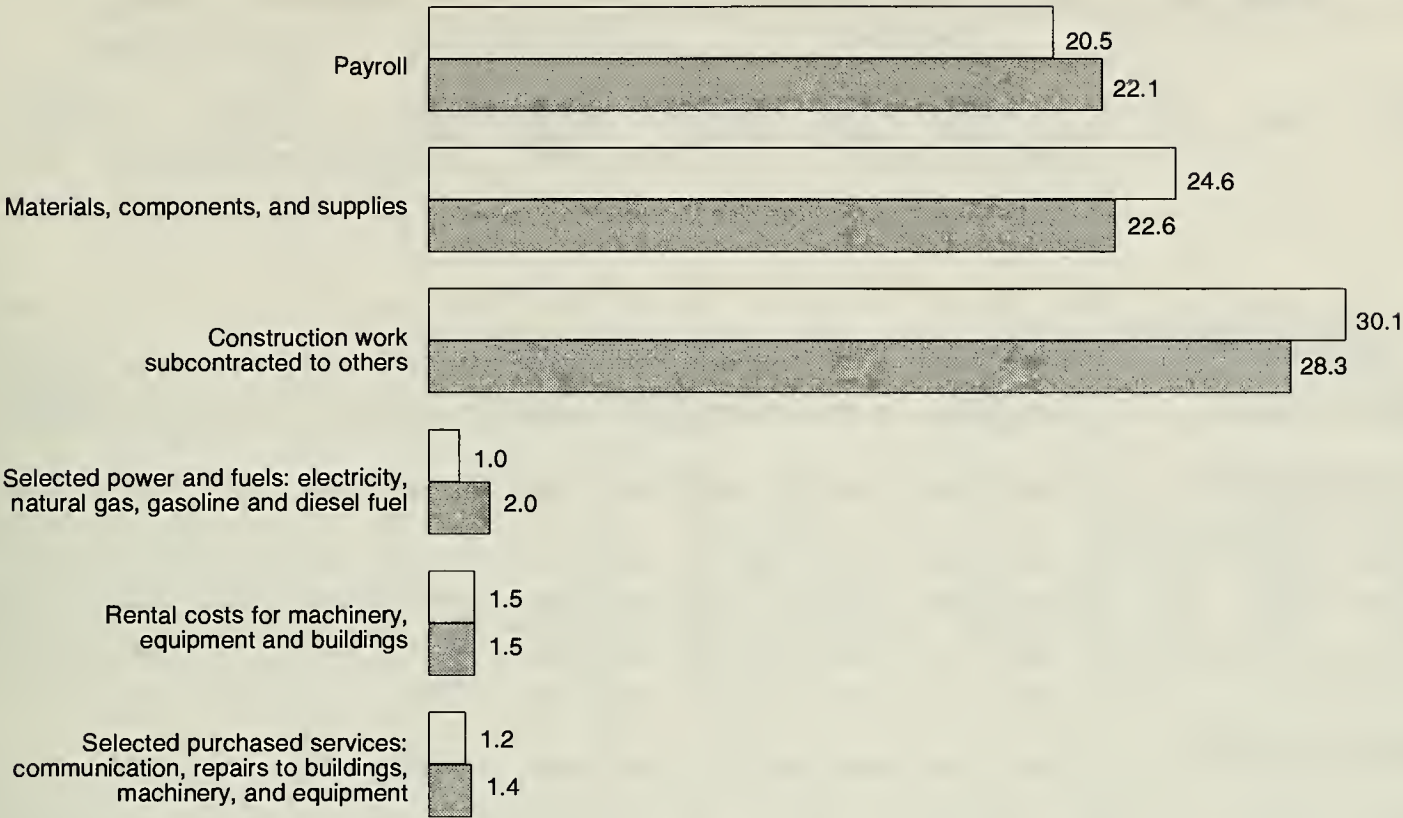 20.5
Payroll
22.1
24.6
Materials, components, and supplies
22.6
30.1
Construction work
subcontracted to others
28.3
1.0
Selected power and fuels: electricity,
natural gas, gasoline and diesel fuel
2.0
1.5
Rental costs for machinery,
equipment and buildings
1.5
1.2
Selected purchased services:
communication, repairs to buildings,
machinery, and equipment
1.4